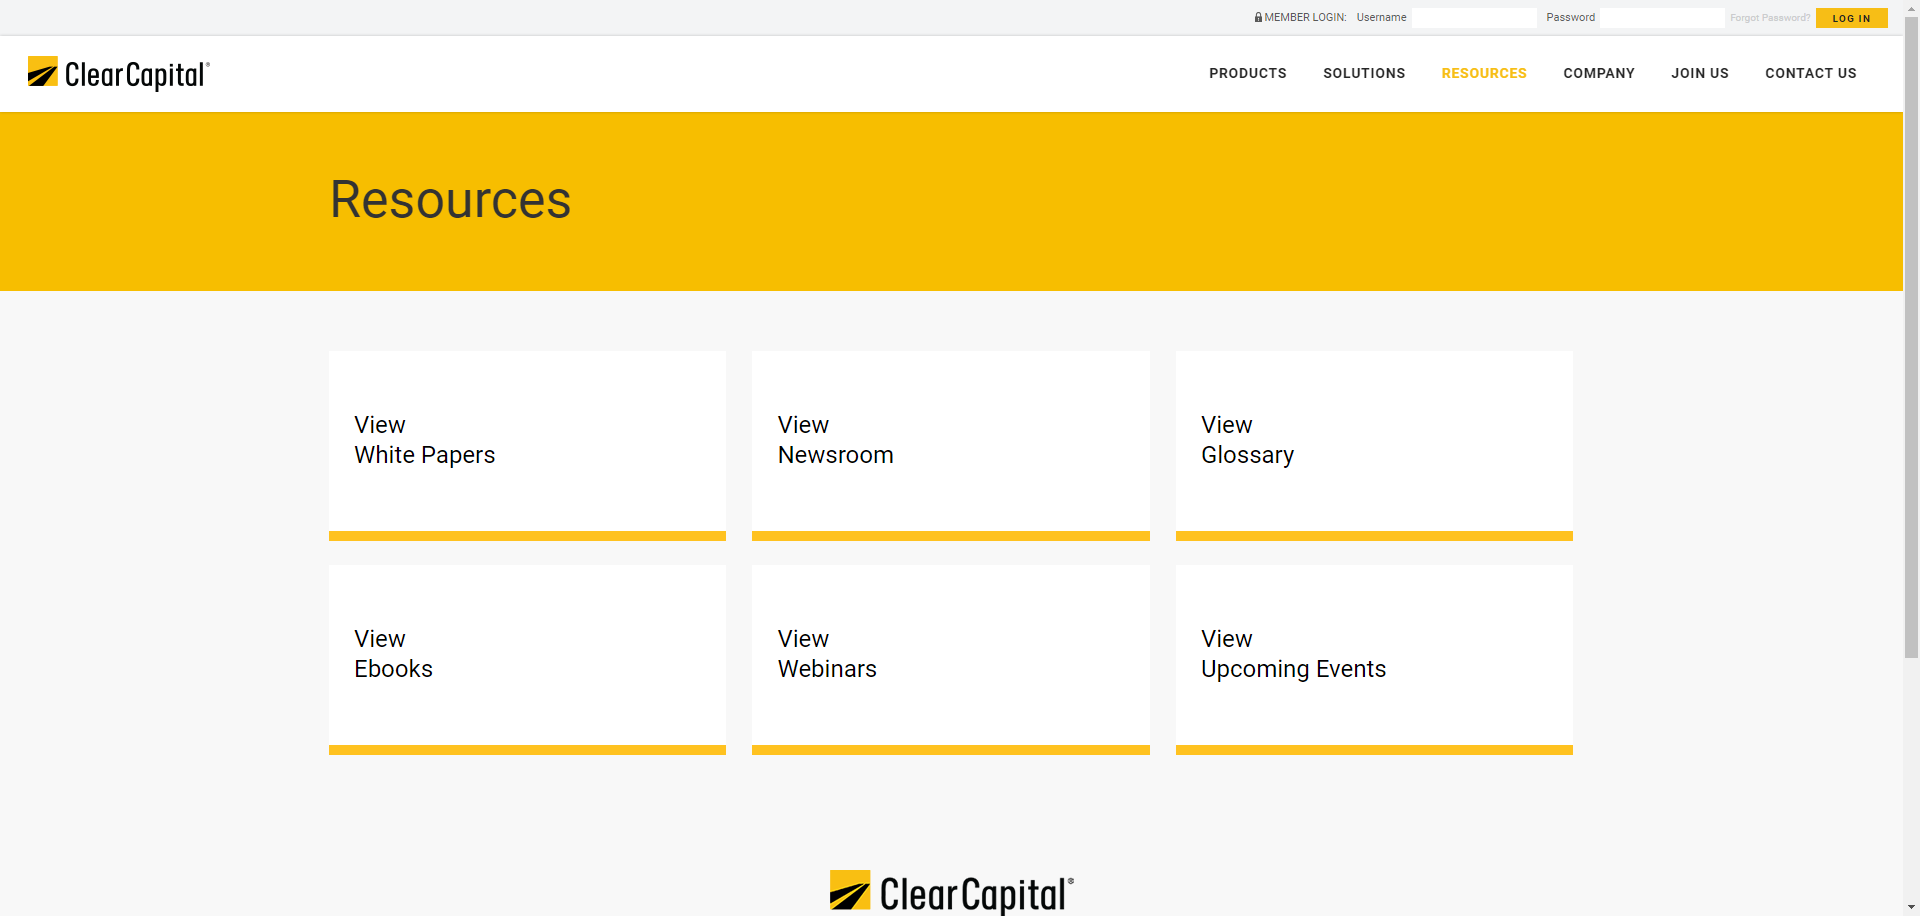 MEMBER LOGIN: Username Password Forgot Password? LOG IN
ClearCapital®
PRODUCTS SOLUTIONS RESOURCES COMPANY JOIN US CONTACT US
Resources
View
White Papers
View
Newsroom
View
Glossary
View
Ebooks
View
Webinars
View
Upcoming Events
ClearCapital®